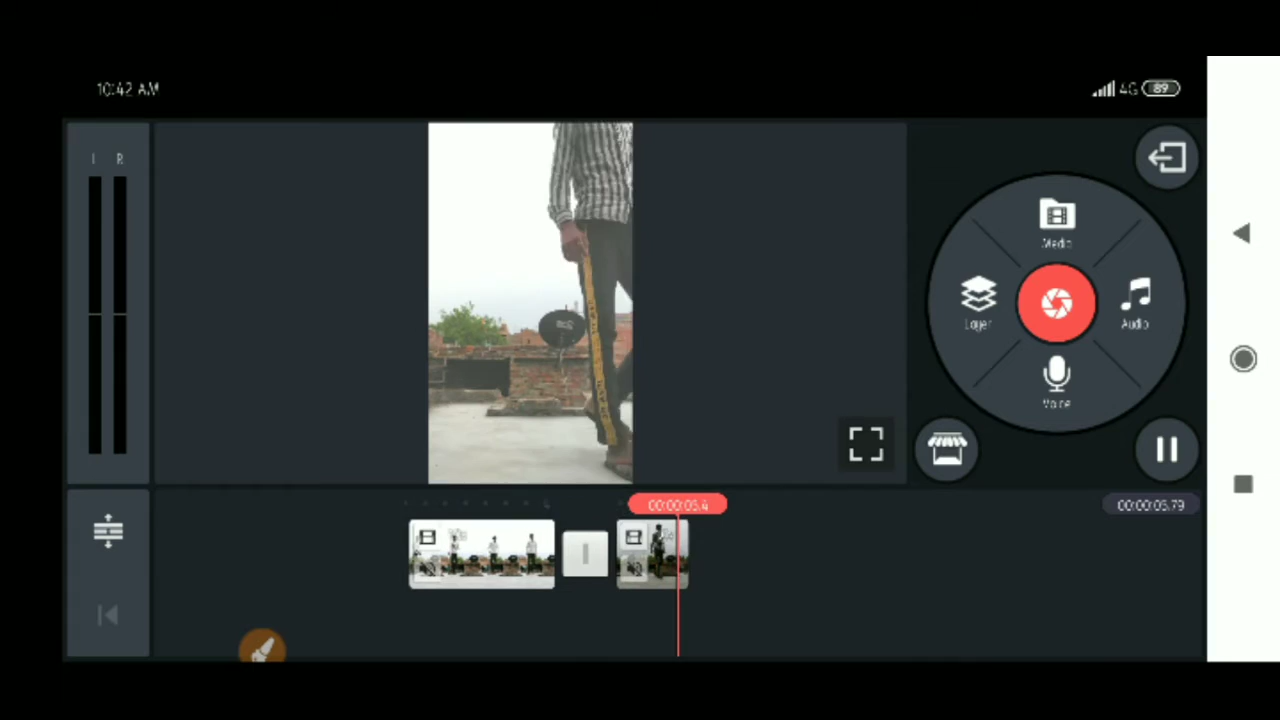 10:42 AM
4G 89
R
Media
Layer
Audio
Voice
00:00:05.4
00:00:05.79